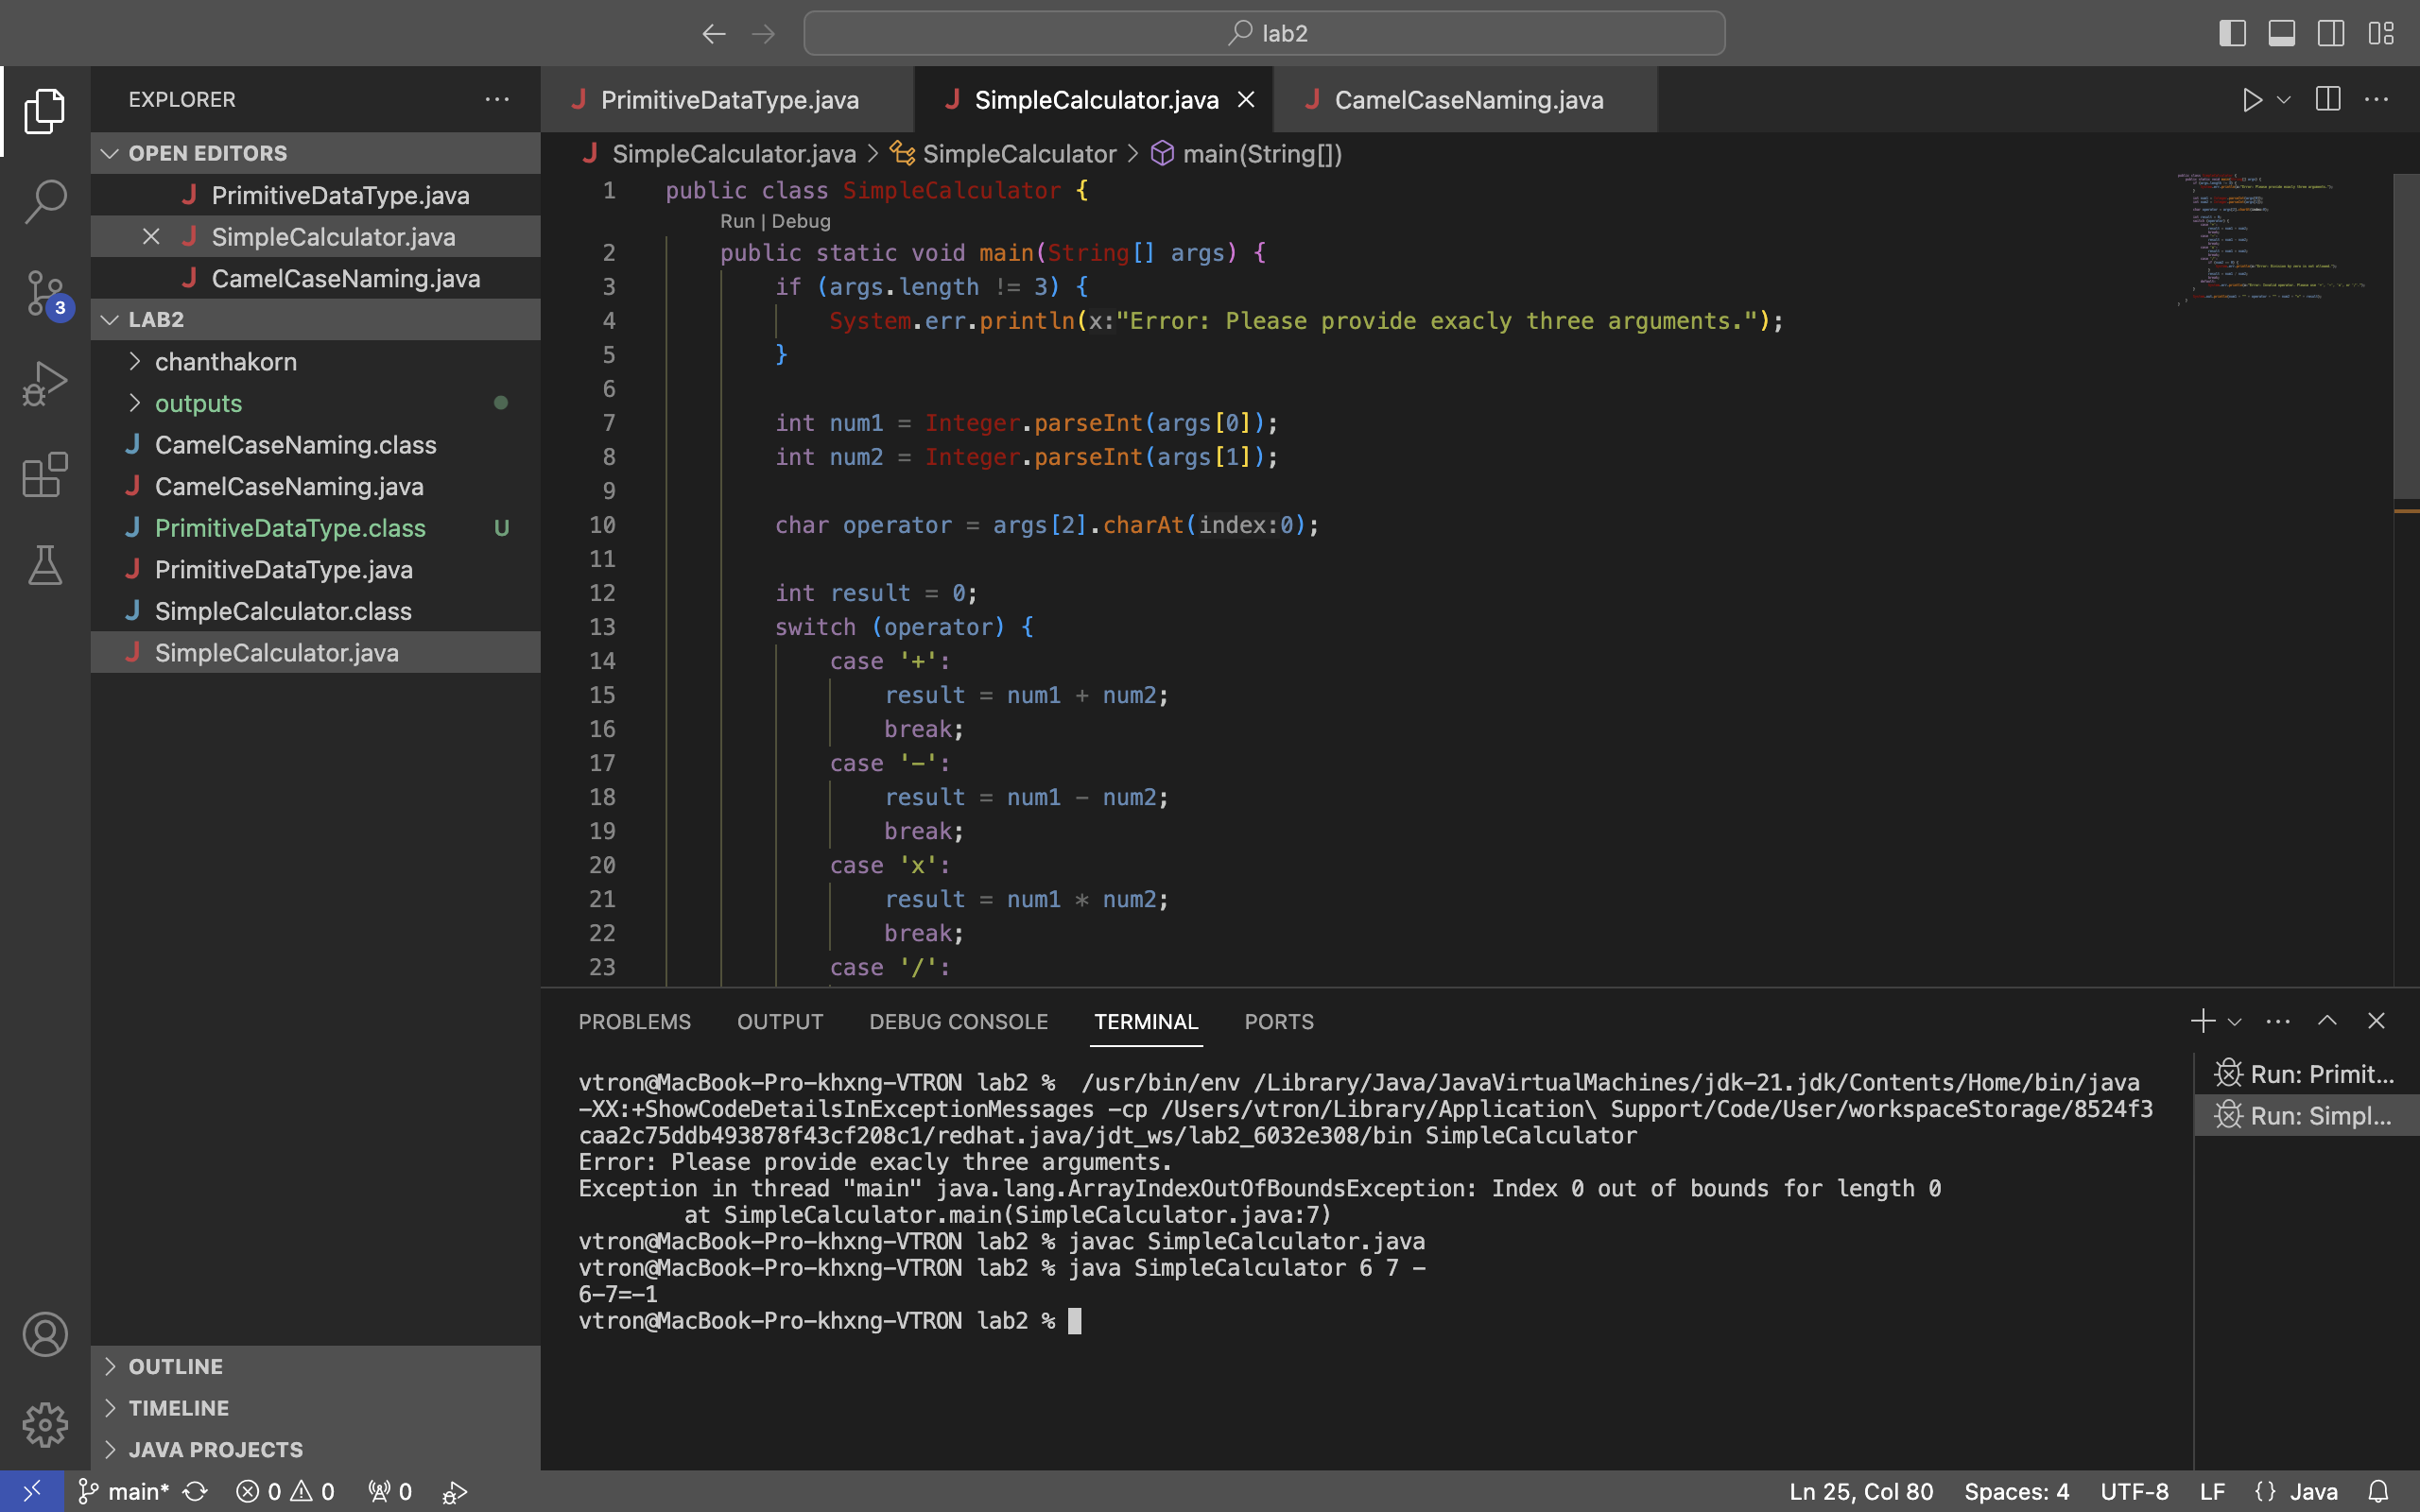 lab2
EXPLORER
OPEN EDITORS
PrimitiveDataType.java
SimpleCalculator.java
CamelCaseNaming.java
LAB2
chanthakorn
outputs
CamelCaseNaming.class
CamelCaseNaming.java
PrimitiveDataType.class U
PrimitiveDataType.java
SimpleCalculator.class
SimpleCalculator.java
OUTLINE
TIMELINE
JAVA PROJECTS
3
PrimitiveDataType.java SimpleCalculator.java CamelCaseNaming.java
SimpleCalculator.java > SimpleCalculator > main(String[])
1 public class SimpleCalculator {
Run | Debug
2 public static void main(String[] args) {
3 if (args.length != 3) {
4 System.err.println(x:"Error: Please provide exacly three arguments.");
5 }
6
7 int num1 = Integer.parseInt(args[0]);
8 int num2 = Integer.parseInt(args[1]);
9
10 char operator = args[2].charAt(index:0);
11
12 int result = 0;
13 switch (operator) {
14 case '+':
15 result = num1 + num2;
16 break;
17 case '-':
18 result = num1 - num2;
19 break;
20 case 'x':
21 result = num1 * num2;
22 break;
23 case '/':
PROBLEMS OUTPUT DEBUG CONSOLE TERMINAL PORTS
vtron@MacBook-Pro-khxng-VTRON lab2 %  /usr/bin/env /Library/Java/JavaVirtualMachines/jdk-21.jdk/Contents/Home/bin/java
-XX:+ShowCodeDetailsInExceptionMessages -cp /Users/vtron/Library/Application\ Support/Code/User/workspaceStorage/8524f3
caa2c75ddb493878f43cf208c1/redhat.java/jdt_ws/lab2_6032e308/bin SimpleCalculator
Error: Please provide exacly three arguments.
Exception in thread "main" java.lang.ArrayIndexOutOfBoundsException: Index 0 out of bounds for length 0
at SimpleCalculator.main(SimpleCalculator.java:7)
vtron@MacBook-Pro-khxng-VTRON lab2 % javac SimpleCalculator.java
vtron@MacBook-Pro-khxng-VTRON lab2 % java SimpleCalculator 6 7 -
6-7=-1
vtron@MacBook-Pro-khxng-VTRON lab2 %
Run: Primit...
Run: Simpl...
main* 0 0 0 Ln 25, Col 80 Spaces: 4 UTF-8 LF {} Java